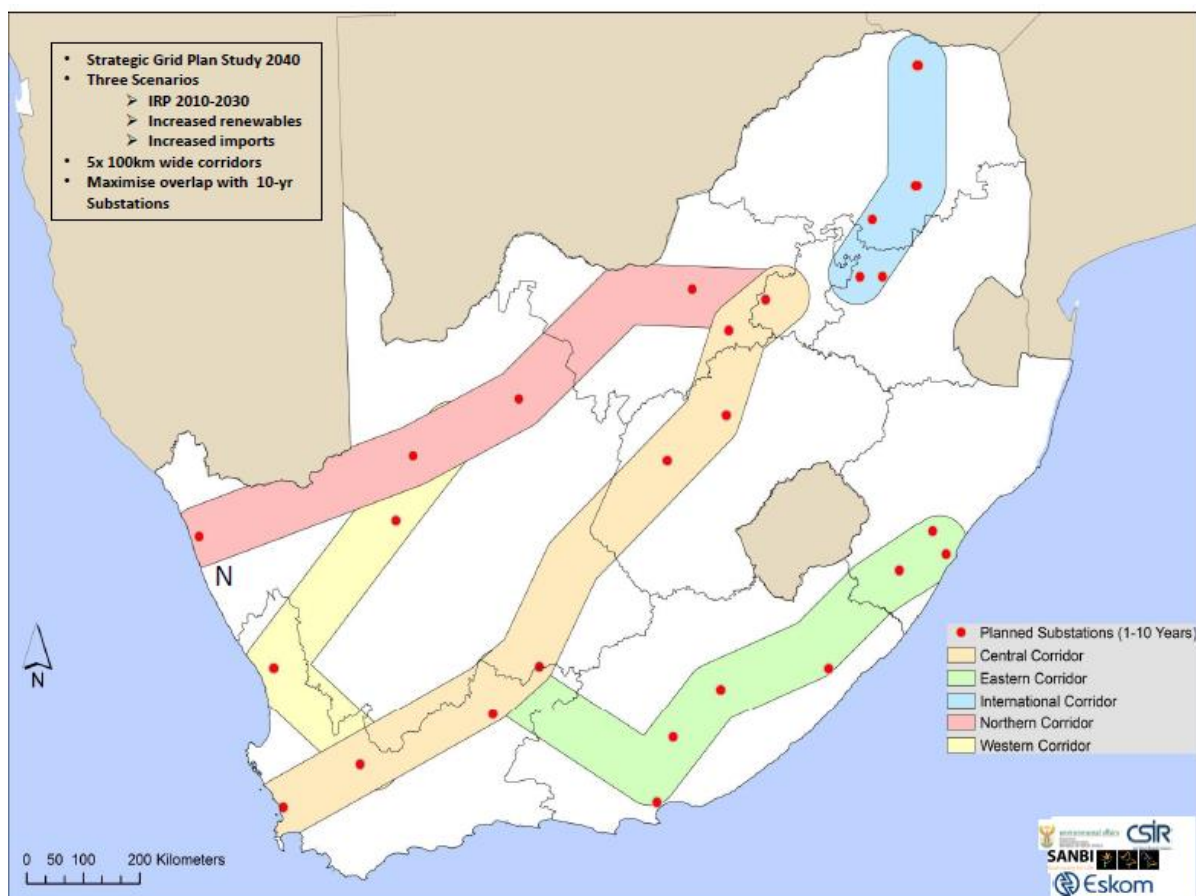 • Strategic Grid Plan Study 2040
• Three Scenarios
➢ IRP 2010-2030
➢ Increased renewables
➢ Increased imports
• 5x 100km wide corridors
• Maximise overlap with 10-yr
Substations
N
N
Planned Substations (1-10 Years)
Central Corridor
Eastern Corridor
International Corridor
Northern Corridor
Western Corridor
0 50 100 200 Kilometers
CSIR
SANBI
Eskom